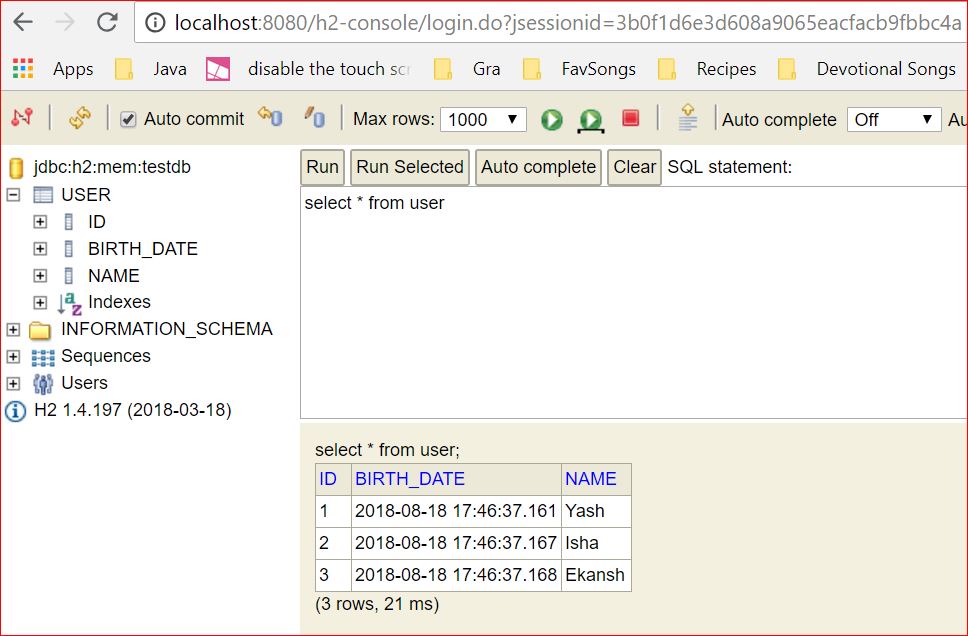 localhost:8080/h2-console/login.do?jsessionid=3b0f1d6e3d608a9065eacfacb9fbbc4a
Apps Java disable the touch scr Gra FavSongs Recipes Devotional Songs
Auto commit Max rows: 1000 Auto complete Off Au
jdbc:h2:mem:testdb
USER
ID
BIRTH_DATE
NAME
Indexes
INFORMATION_SCHEMA
Sequences
Users
H2 1.4.197 (2018-03-18)
Run Run Selected Auto complete Clear SQL statement:
select * from user
select * from user;
ID BIRTH_DATE NAME
1 2018-08-18 17:46:37.161 Yash
2 2018-08-18 17:46:37.167 Isha
3 2018-08-18 17:46:37.168 Ekansh
(3 rows, 21 ms)